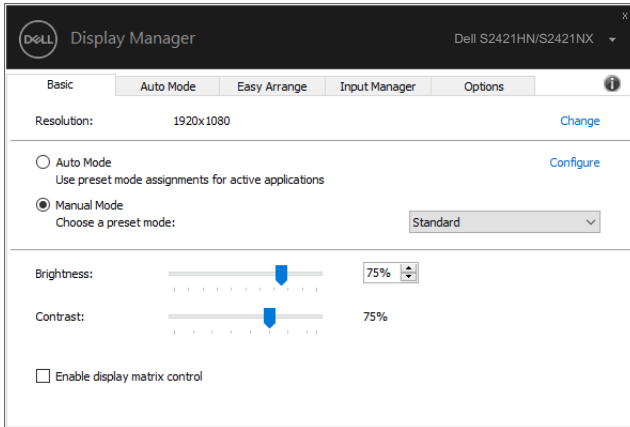 DELL Display Manager Dell S2421HN/S2421NX
x
Basic Auto Mode Easy Arrange Input Manager Options i
Resolution: 1920x1080 Change
Auto Mode Configure
Use preset mode assignments for active applications
Manual Mode
Choose a preset mode: Standard
Brightness: 75%
Contrast: 75%
Enable display matrix control